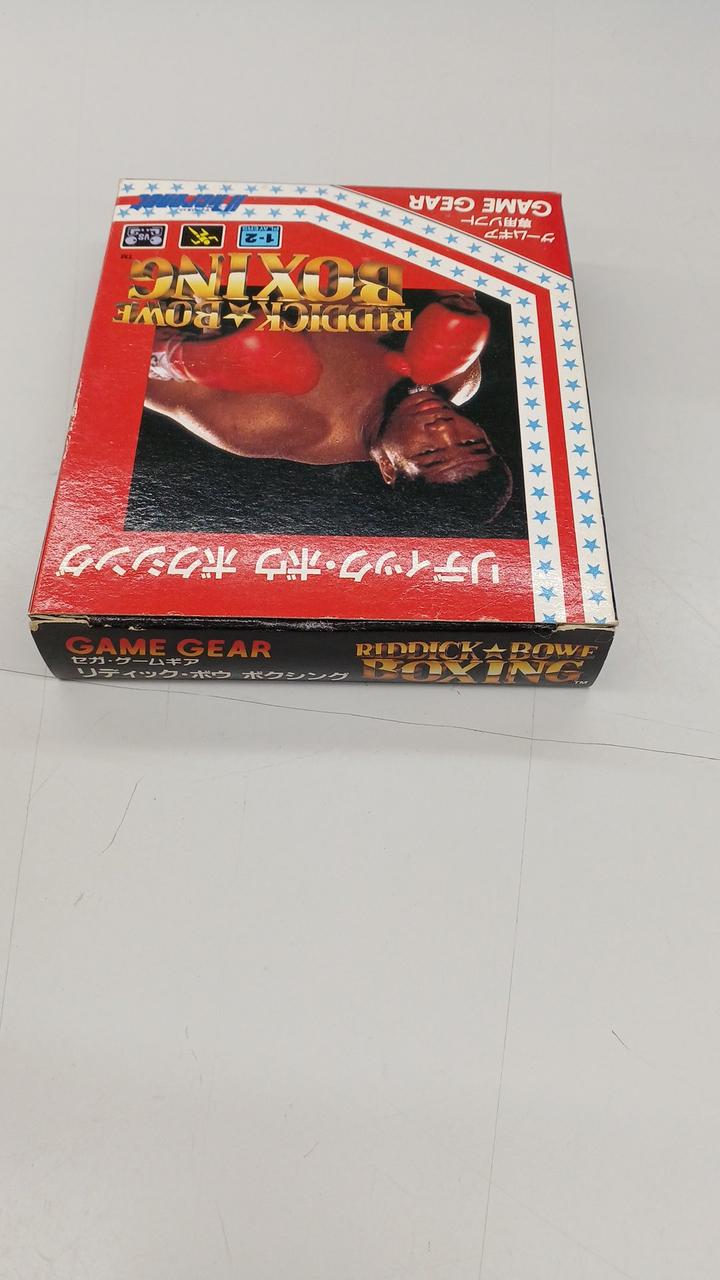 ゲームギア
専用ソフト
GAME GEAR
1-2
PLAYERS
VS
RIDDICK★BOWE
BOXING
TM
リディック・ボウ ボクシング
GAME GEAR
セガ・ゲームギア
リディック・ボウ ボクシング
RIDDICK★BOWE
BOXING
TM